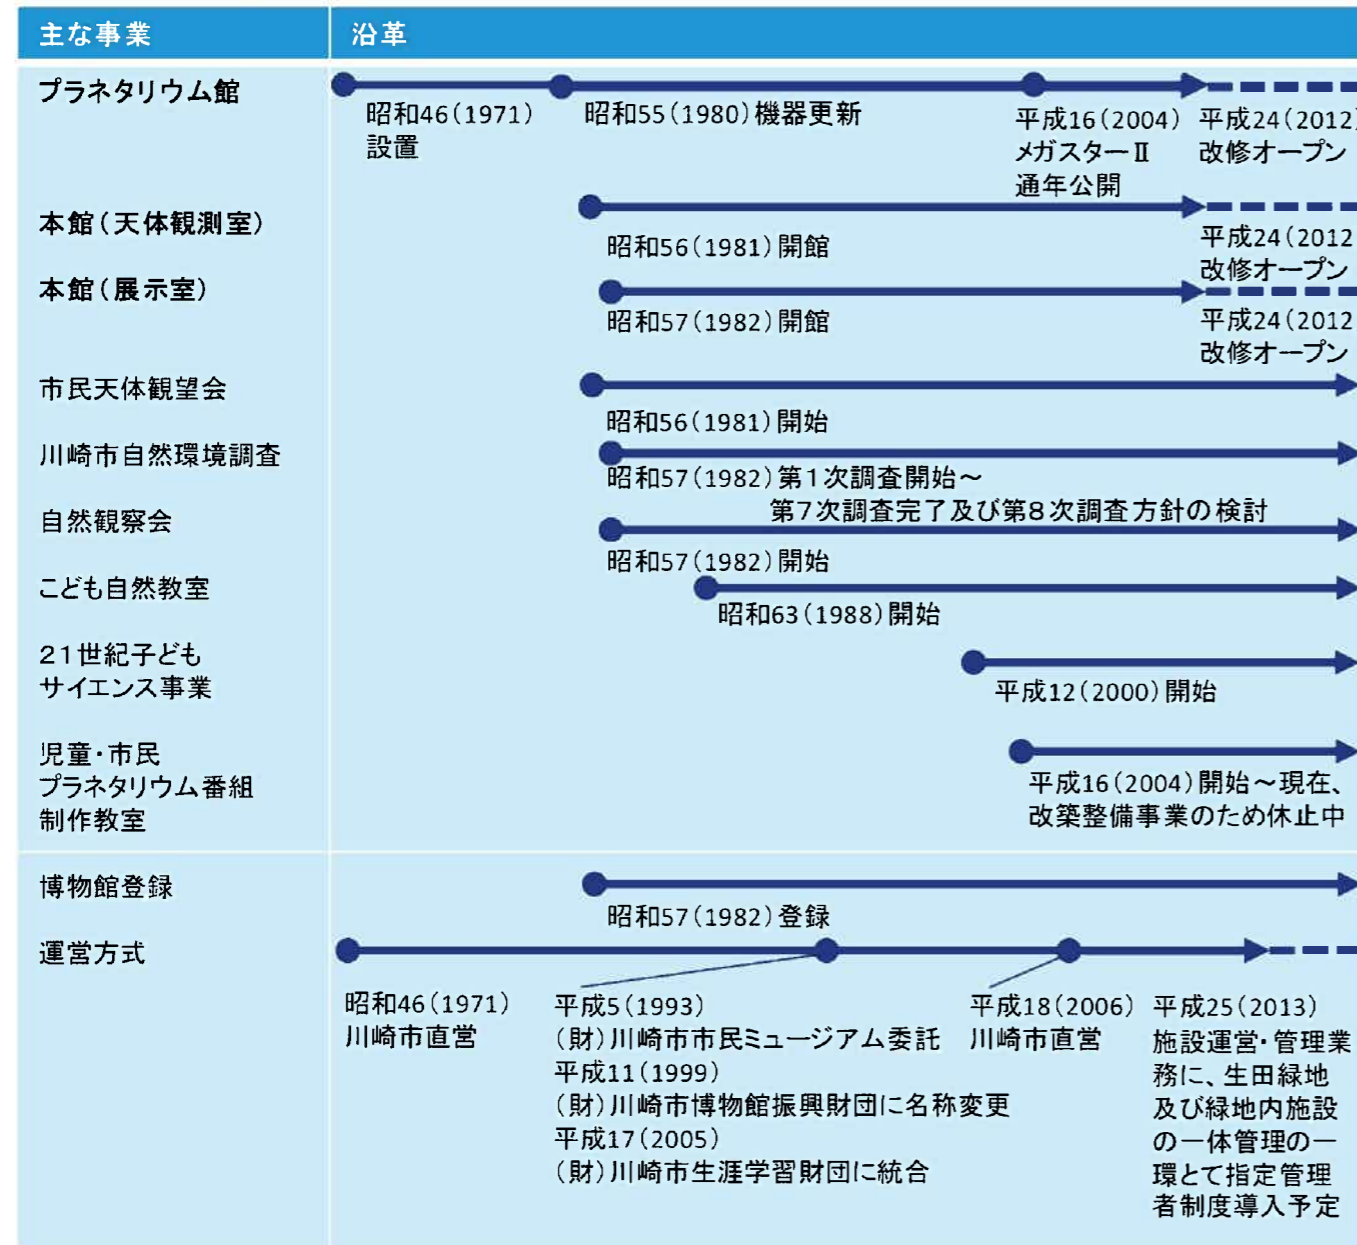 主な事業
沿革
プラネタリウム館
昭和46(1971)
設置
昭和55(1980)機器更新
平成16(2004)
メガスターⅡ
通年公開
平成24(2012)
改修オープン
本館(天体観測室)
昭和56(1981)開館
平成24(2012
改修オープン
本館(展示室)
昭和57(1982)開館
平成24(2012
改修オープン
市民天体観望会
昭和56(1981)開始
川崎市自然環境調査
昭和57(1982)第1次調査開始～
第7次調査完了及び第8次調査方針の検討
自然観察会
昭和57(1982)開始
こども自然教室
昭和63(1988)開始
21世紀子ども
サイエンス事業
平成12(2000)開始
児童・市民
プラネタリウム番組
制作教室
平成16(2004)開始～現在、
改築整備事業のため休止中
博物館登録
昭和57(1982)登録
運営方式
昭和46(1971)
川崎市直営
平成5(1993)
(財)川崎市市民ミュージアム委託
平成11(1999)
(財)川崎市博物館振興財団に名称変更
平成17(2005)
(財)川崎市生涯学習財団に統合
平成18(2006)
川崎市直営
平成25(2013)
施設運営・管理業
務に、生田緑地
及び緑地内施設
の一体管理の一
環とて指定管理
者制度導入予定